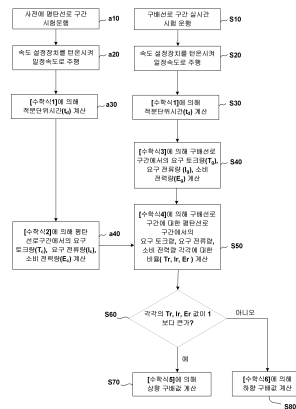 사전에 평탄선로 구간
시험 운행
a10
속도 설정장치를 턴온시켜
일정속도로 주행
a20
[수학식1]에 의해
적분단위시간(td) 계산
a30
[수학식2]에 의해 평탄
선로구간에서의 요구
토크량(Tc), 요구 전류량(Ic),
소비 전력량(Ec) 계산
a40
구배선로 구간 실시간
시험 운행
S10
속도 설정장치를 턴온시켜
일정속도로 주행
S20
[수학식1]에 의해
적분단위시간(td) 계산
S30
[수학식3]에 의해 구배선로
구간에서의 요구 토크량(Tg),
요구 전류량 (Ig), 소비
전력량(Eg) 계산
S40
[수학식4]에 의해 구배선로
구간에 대한 평탄선로
구간에서의
요구 토크량, 요구 전류량,
소비 전력량 각각에 대한
비율( Tr, Ir, Er ) 계산
S50
각각의 Tr, Ir, Er 값이 1
보다 큰가?
S60
아니오
예
[수학식5]에 의해
상향 구배값 계산
S70
[수학식6]에 의해
하향 구배값 계산
S80